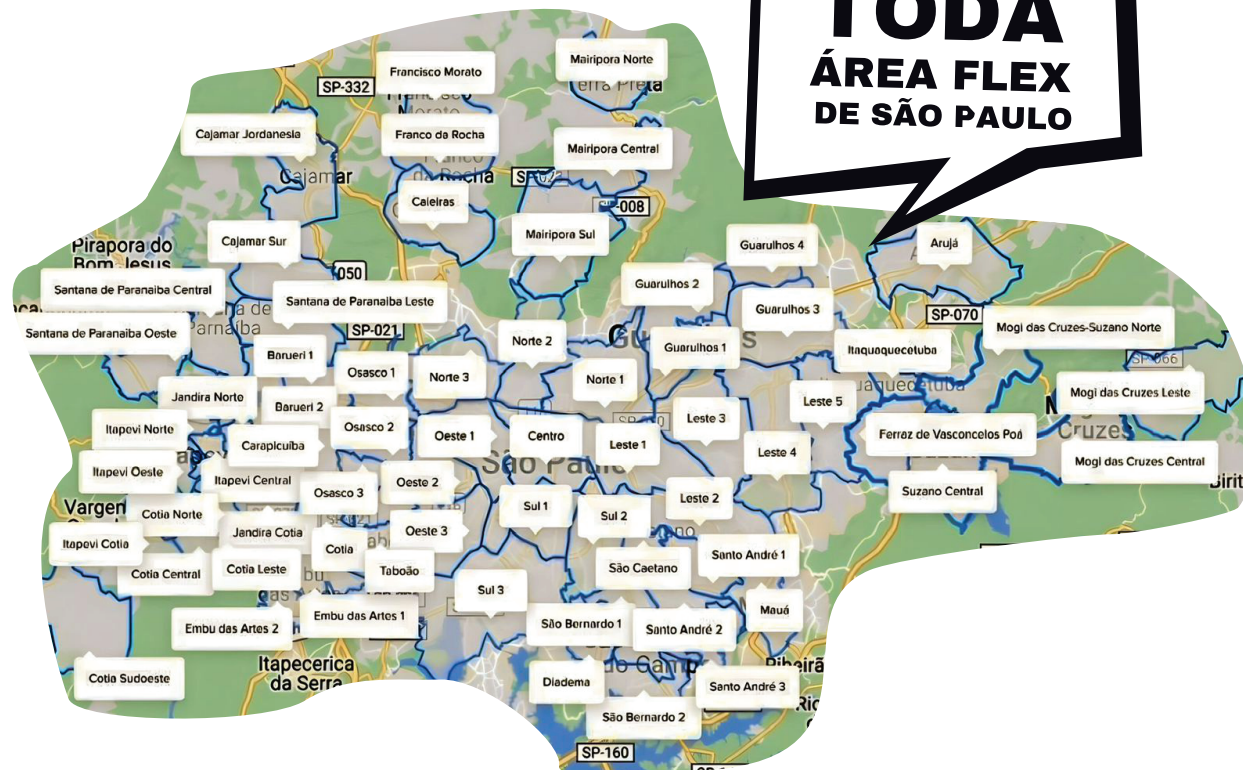 TODA
ÁREA FLEX
DE SÃO PAULO
Mairipora Norte
Francisco Morato
SP-332
Cajamar Jordanesia
Franco da Rocha
Mairipora Central
Cajamar
Caieiras
008
Cajamar Sur
Mairipora Sul
Guarulhos 4
Arujá
Pirapora do
Bom Jesus
050
Santana de Paranaiba Central
Santana de Paranaiba Leste
Guarulhos 2
Guarulhos 3
SP-070
Santana de Paranaiba Oeste
Parnaíba
SP-021
Norte 2
Guarulhos 1
Itaquaquecetuba
Mogi das Cruzes-Suzano Norte
Barueri 1
Osasco 1
Norte 3
Norte 1
SP-066
Jandira Norte
Barueri 2
Leste 5
Mogi das Cruzes Leste
Itapevi Norte
Carapicuíba
Osasco 2
Oeste 1
Centro
Leste 1
Leste 3
Ferraz de Vasconcelos Poá
Cruzes
Itapevi Oeste
Itapevi Central
Oeste 2
São Paulo
Leste 4
Mogi das Cruzes Central
Osasco 3
Leste 2
Suzano Central
Cotia Norte
Sul 1
Sul 2
Itapevi Cotia
Jandira Cotia
Oeste 3
Cotia
Santo André 1
Cotia Central
Cotia Leste
Taboão
São Caetano
Sul 3
Mauá
Embu das Artes 2
Embu das Artes 1
São Bernardo 1
Santo André 2
Itapecerica
da Serra
Cotia Sudoeste
Diadema
Santo André 3
São Bernardo 2
SP-160